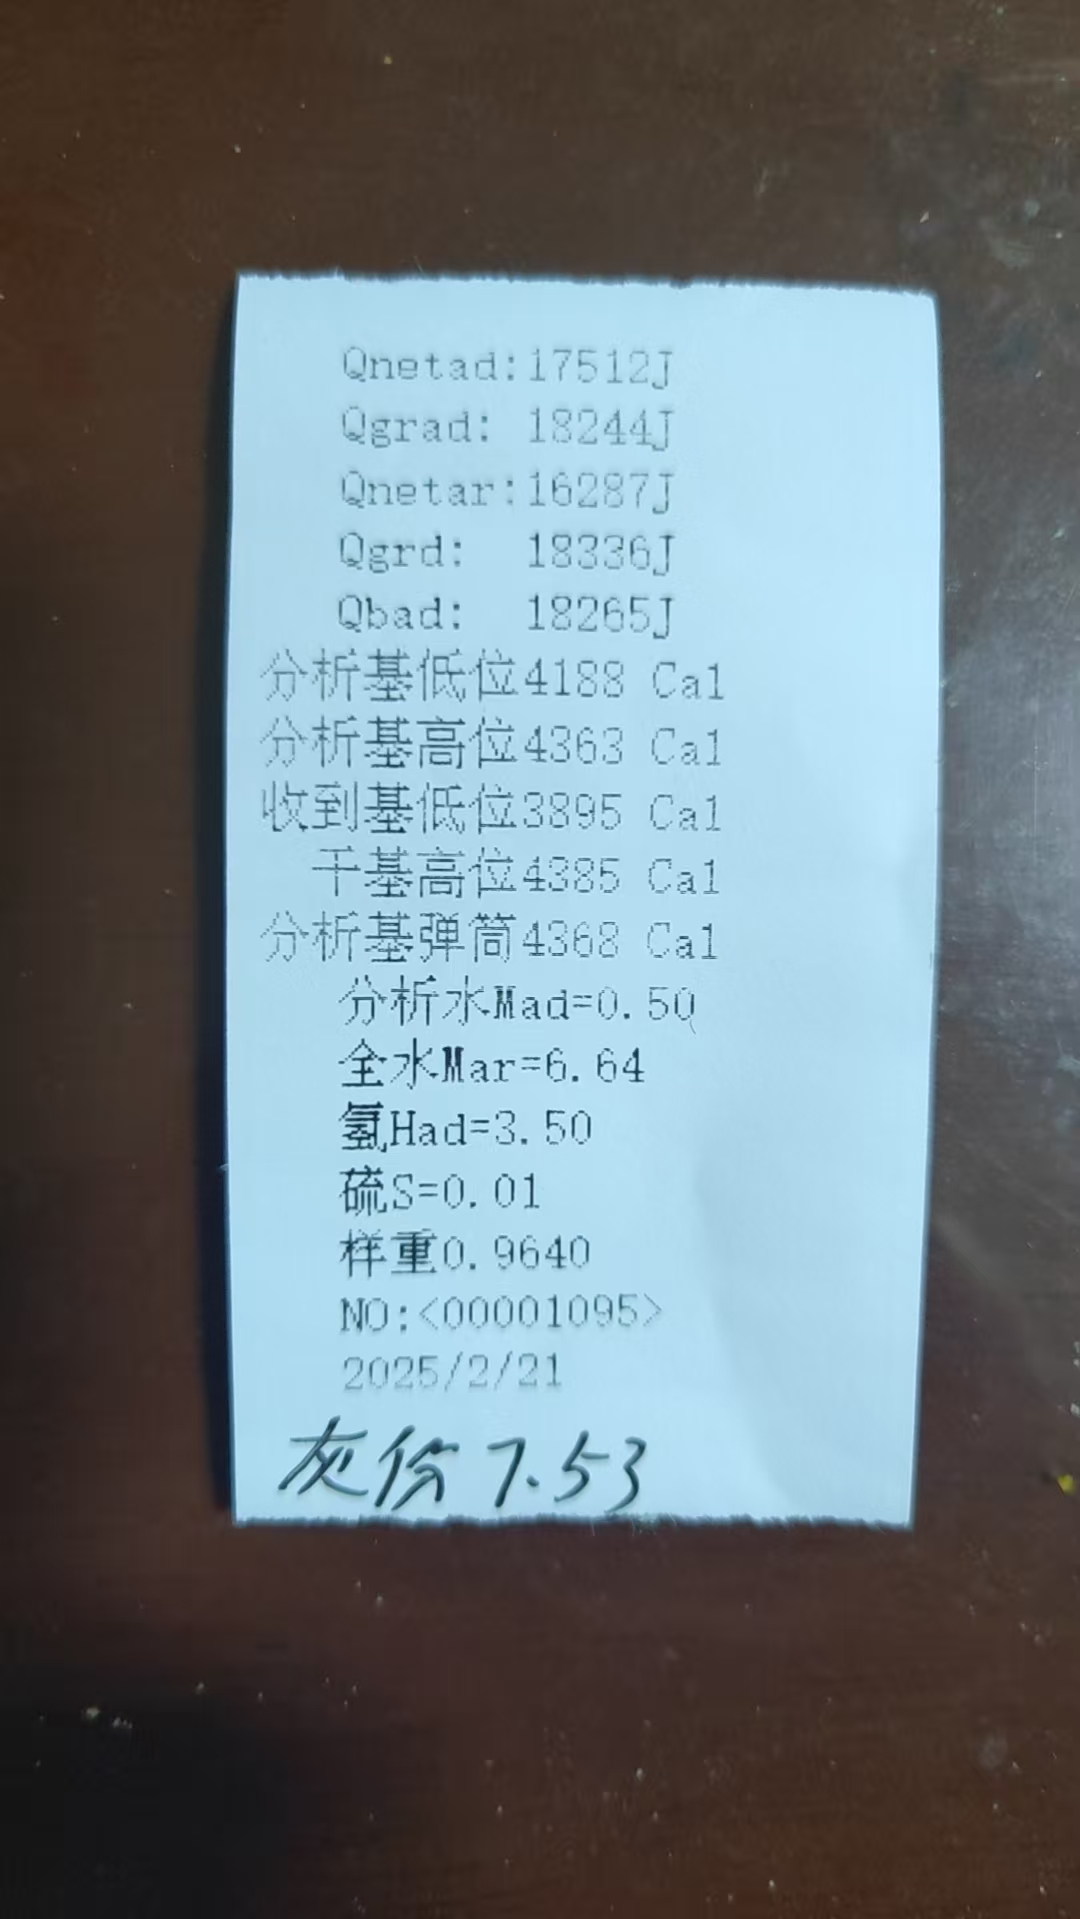 Qnetad:17512J
Qgrad: 18244J
Qnetar:16287J
Qgrd: 18336J
Qbad: 18265J
分析基低位4188 Cal
分析基高位4363 Cal
收到基低位3895 Cal
干基高位4385 Cal
分析基弹筒4368 Cal
分析水Mad=0.50
全水Mar=6.64
氢Had=3.50
硫S=0.01
样重0.9640
NO:<00001095>
2025/2/21
灰份7.53